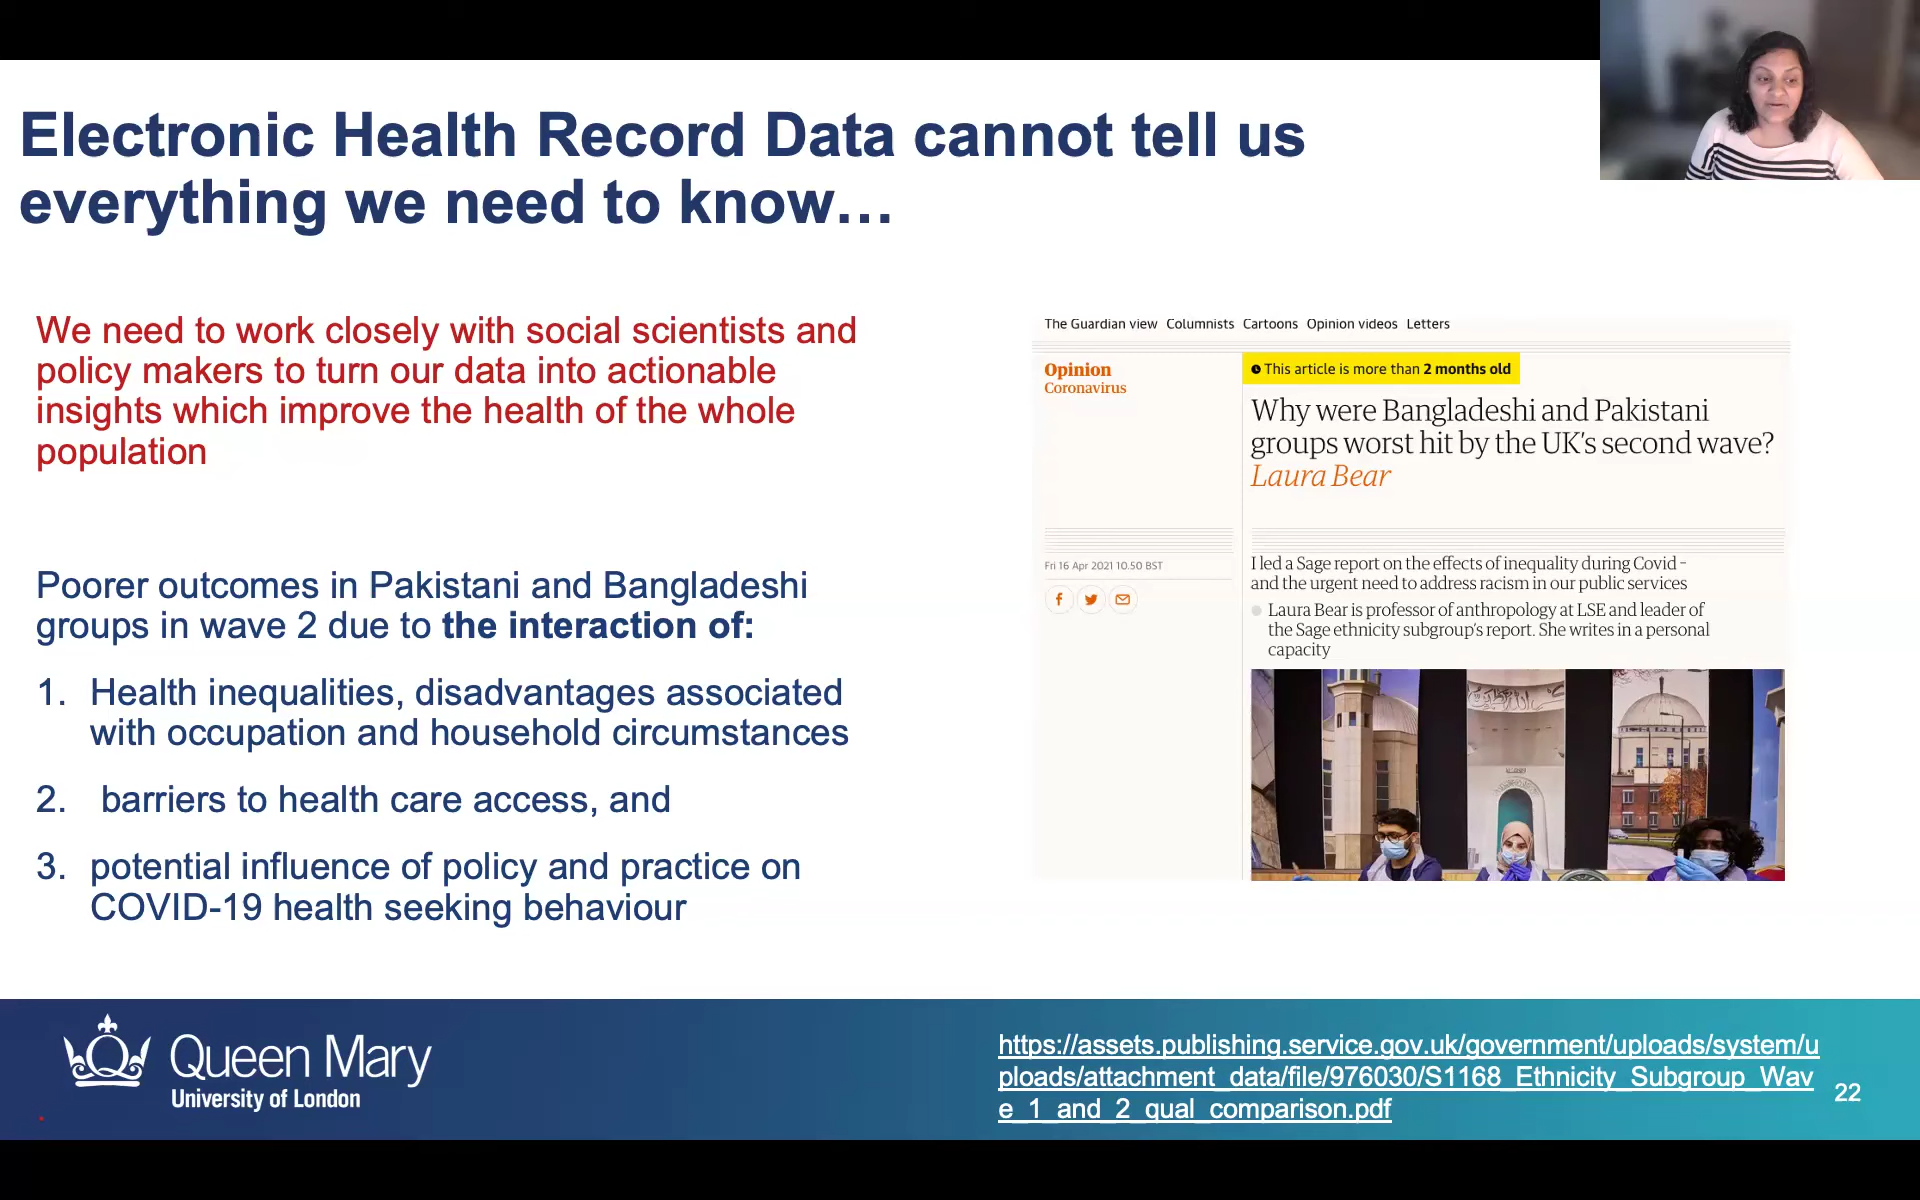 Electronic Health Record Data cannot tell us
everything we need to know…
We need to work closely with social scientists and
policy makers to turn our data into actionable
insights which improve the health of the whole
population
Poorer outcomes in Pakistani and Bangladeshi
groups in wave 2 due to the interaction of:
1. Health inequalities, disadvantages associated
with occupation and household circumstances
2. barriers to health care access, and
3. potential influence of policy and practice on
COVID-19 health seeking behaviour
The Guardian view Columnists Cartoons Opinion videos Letters
Opinion
Coronavirus
This article is more than 2 months old
Why were Bangladeshi and Pakistani
groups worst hit by the UK's second wave?
Laura Bear
Fri 16 Apr 2021 10.50 BST
I led a Sage report on the effects of inequality during Covid –
and the urgent need to address racism in our public services
Laura Bear is professor of anthropology at LSE and leader of
the Sage ethnicity subgroup's report. She writes in a personal
capacity
Queen Mary
University of London
https://assets.publishing.service.gov.uk/government/uploads/system/u
ploads/attachment_data/file/976030/S1168_Ethnicity_Subgroup_Wav
e_1_and_2_qual_comparison.pdf
22